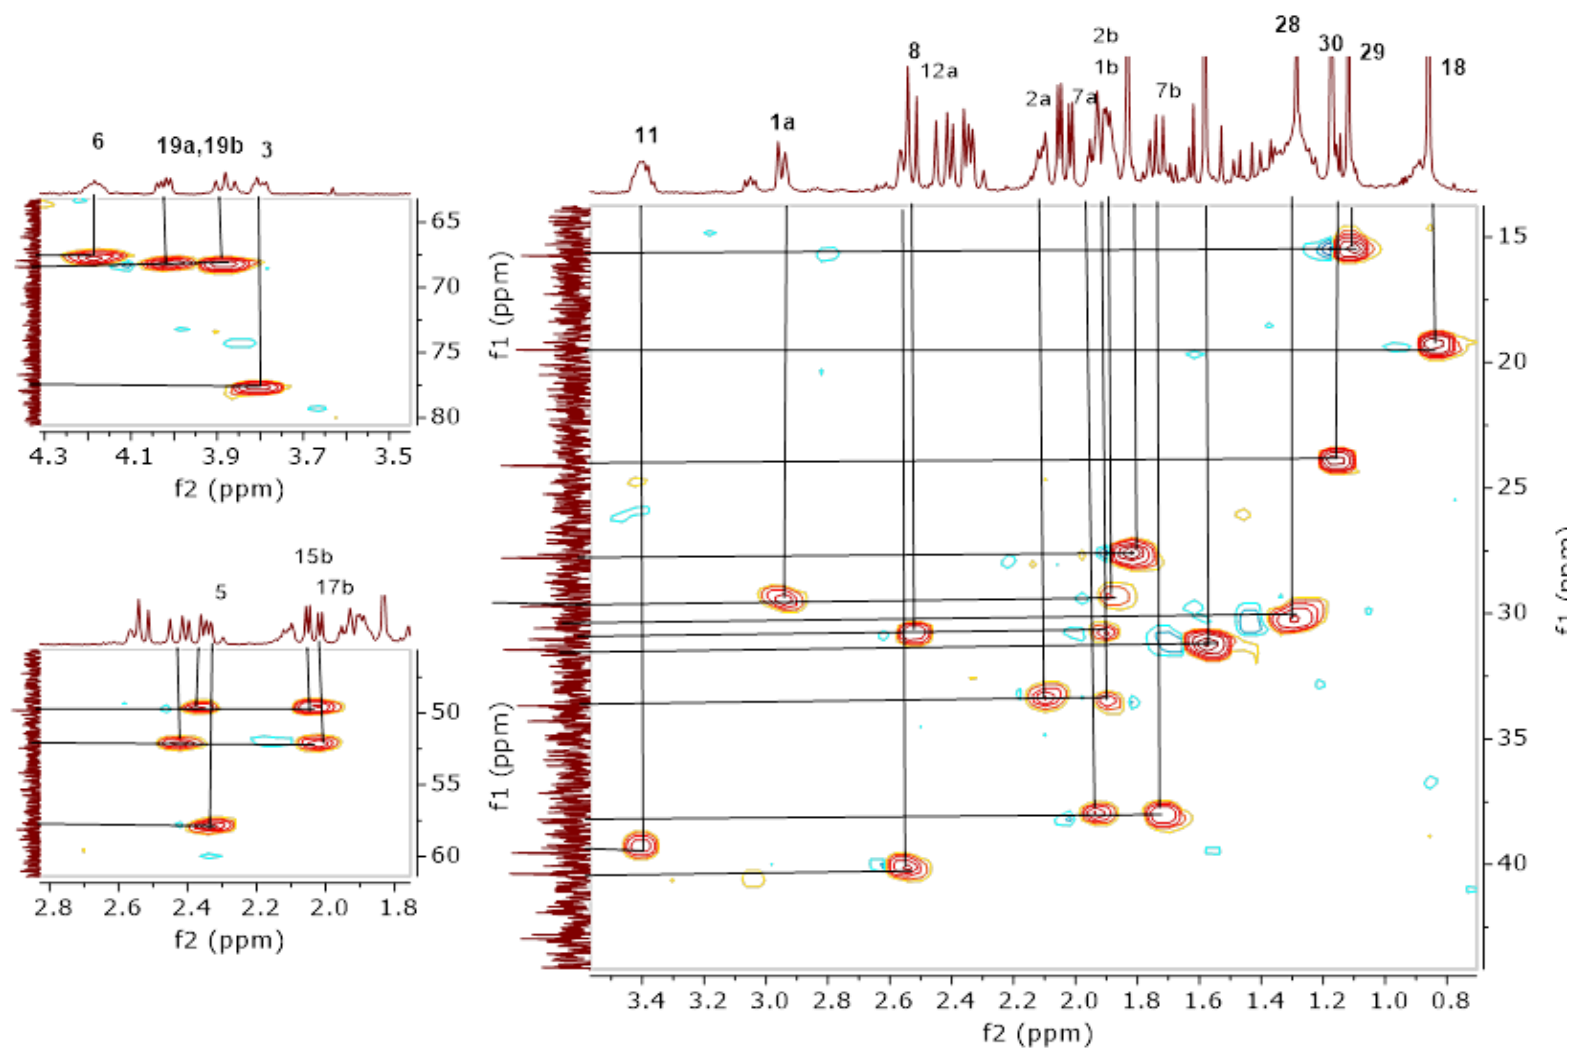 6 19a,19b 3
65
70
75
80
f1 (ppm)
4.3 4.1 3.9 3.7 3.5
f2 (ppm)
15b
5 17b
50
55
60
f1 (ppm)
2.8 2.6 2.4 2.2 2.0 1.8
f2 (ppm)
28
2b 30 29
8 1b 18
12a 7b
11 1a 2a 7a
15
20
25
30
35
40
f1 (ppm)
3.4 3.0 2.8 2.6 2.4 2.2 2.0 1.8 1.6 1.4 1.2 1.0 0.8
f2 (ppm)